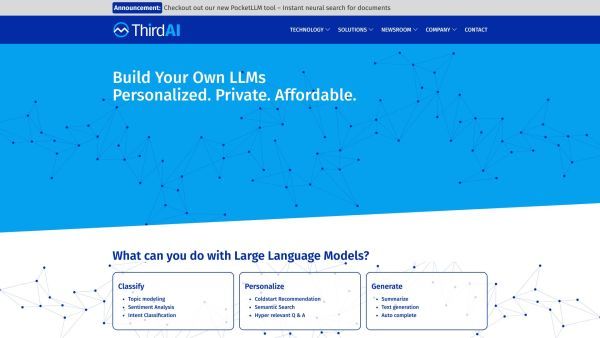 Announcement: Checkout out our new PocketLLM tool – Instant neural search for documents
ThirdAI
TECHNOLOGY SOLUTIONS NEWSROOM COMPANY CONTACT
Build Your Own LLMs
Personalized. Private. Affordable.
What can you do with Large Language Models?
Classify
Topic modeling
Sentiment Analysis
Intent Classification
Personalize
Coldstart Recommendation
Semantic Search
Hyper relevant Q & A
Generate
Summarize
Text generation
Auto complete